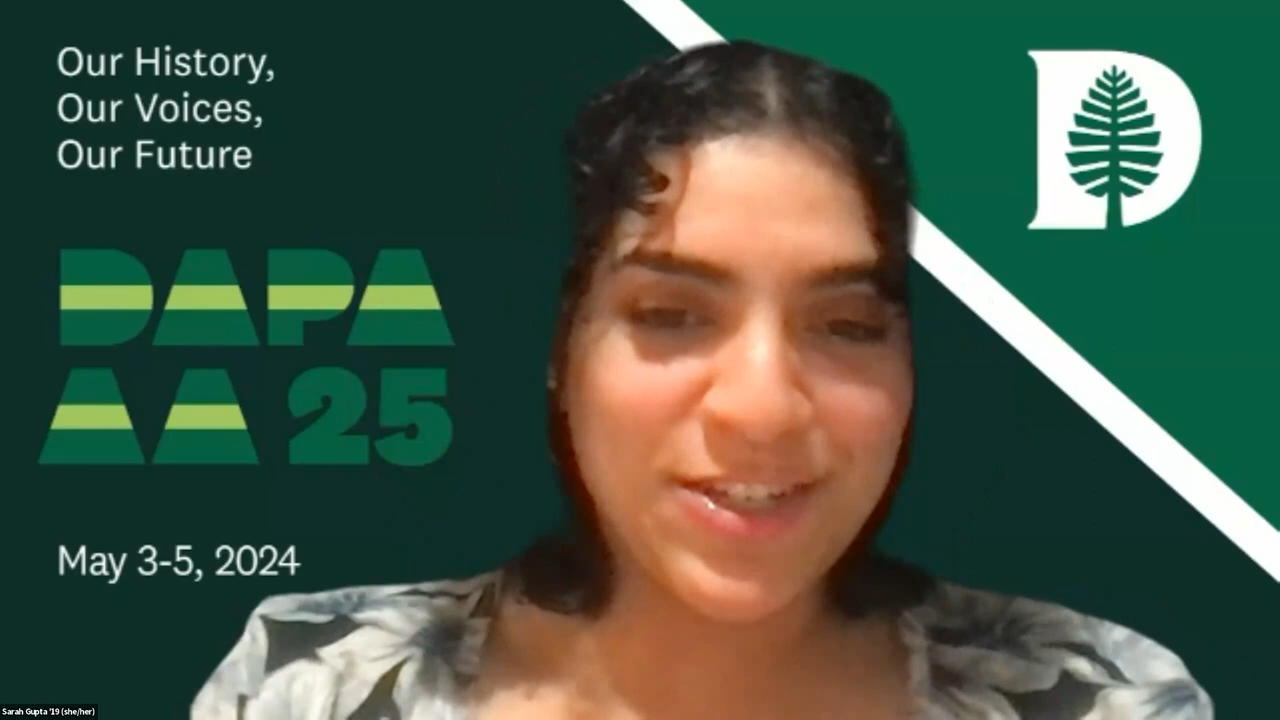 Our History,
Our Voices,
Our Future
DAPA
AA 25
May 3-5, 2024
D
Sarah Gupta '19 (she/her)